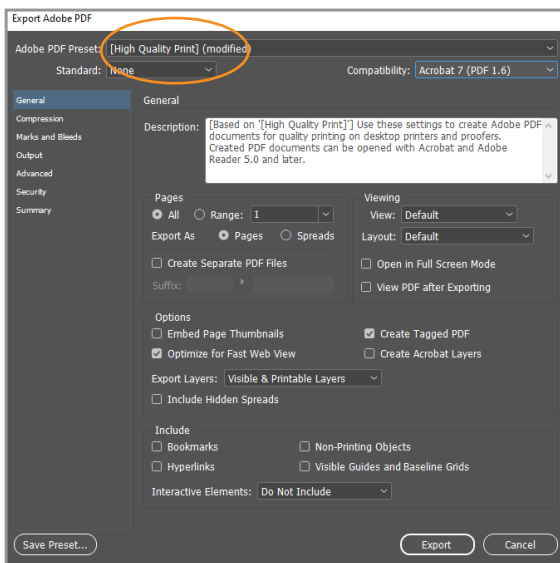 Export Adobe PDF
Adobe PDF Preset: [High Quality Print] (modified)
Standard: None Compatibility: Acrobat 7 (PDF 1.6)
General
Compression
Marks and Bleeds
Output
Advanced
Security
Summary
General
Description: [Based on '[High Quality Print]'] Use these settings to create Adobe PDF
documents for quality printing on desktop printers and proofers.
Created PDF documents can be opened with Acrobat and Adobe
Reader 5.0 and later.
Pages
All Range: 1
Export As Pages Spreads
Create Separate PDF Files
Suffix:
Viewing
View: Default
Layout: Default
Open in Full Screen Mode
View PDF after Exporting
Options
Embed Page Thumbnails Create Tagged PDF
Optimize for Fast Web View Create Acrobat Layers
Export Layers: Visible & Printable Layers
Include Hidden Spreads
Include
Bookmarks Non-Printing Objects
Hyperlinks Visible Guides and Baseline Grids
Interactive Elements: Do Not Include
Save Preset... Export Cancel